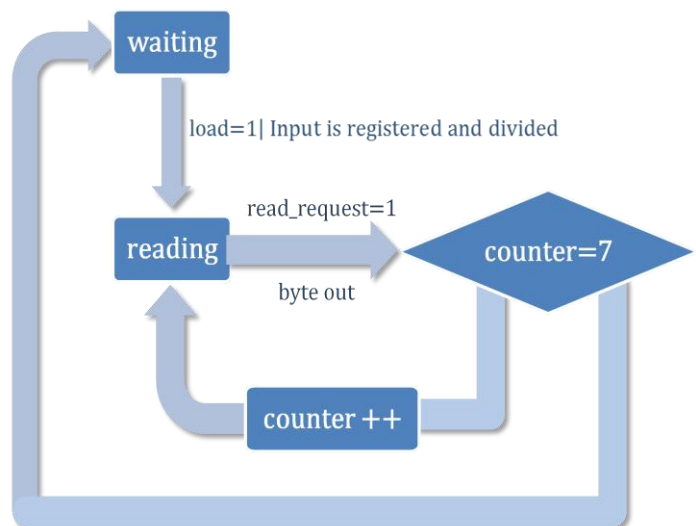 waiting
load=1| Input is registered and divided
read_request=1
reading
counter=7
byte out
counter ++